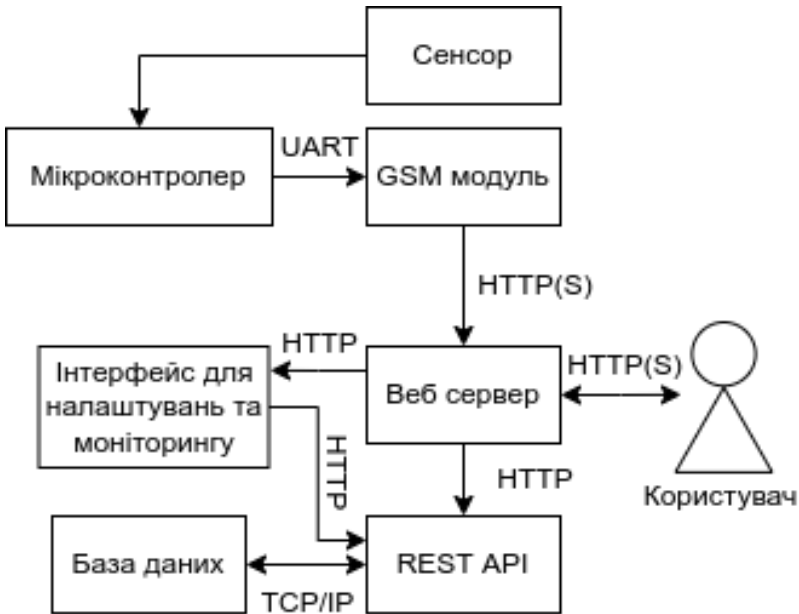 Сенсор
UART
Мікроконтролер
GSM модуль
HTTP(S)
HTTP
HTTP(S)
Інтерфейс для
налаштувань та
моніторингу
Веб сервер
HTTP
HTTP
Користувач
База даних
REST API
TCP/IP